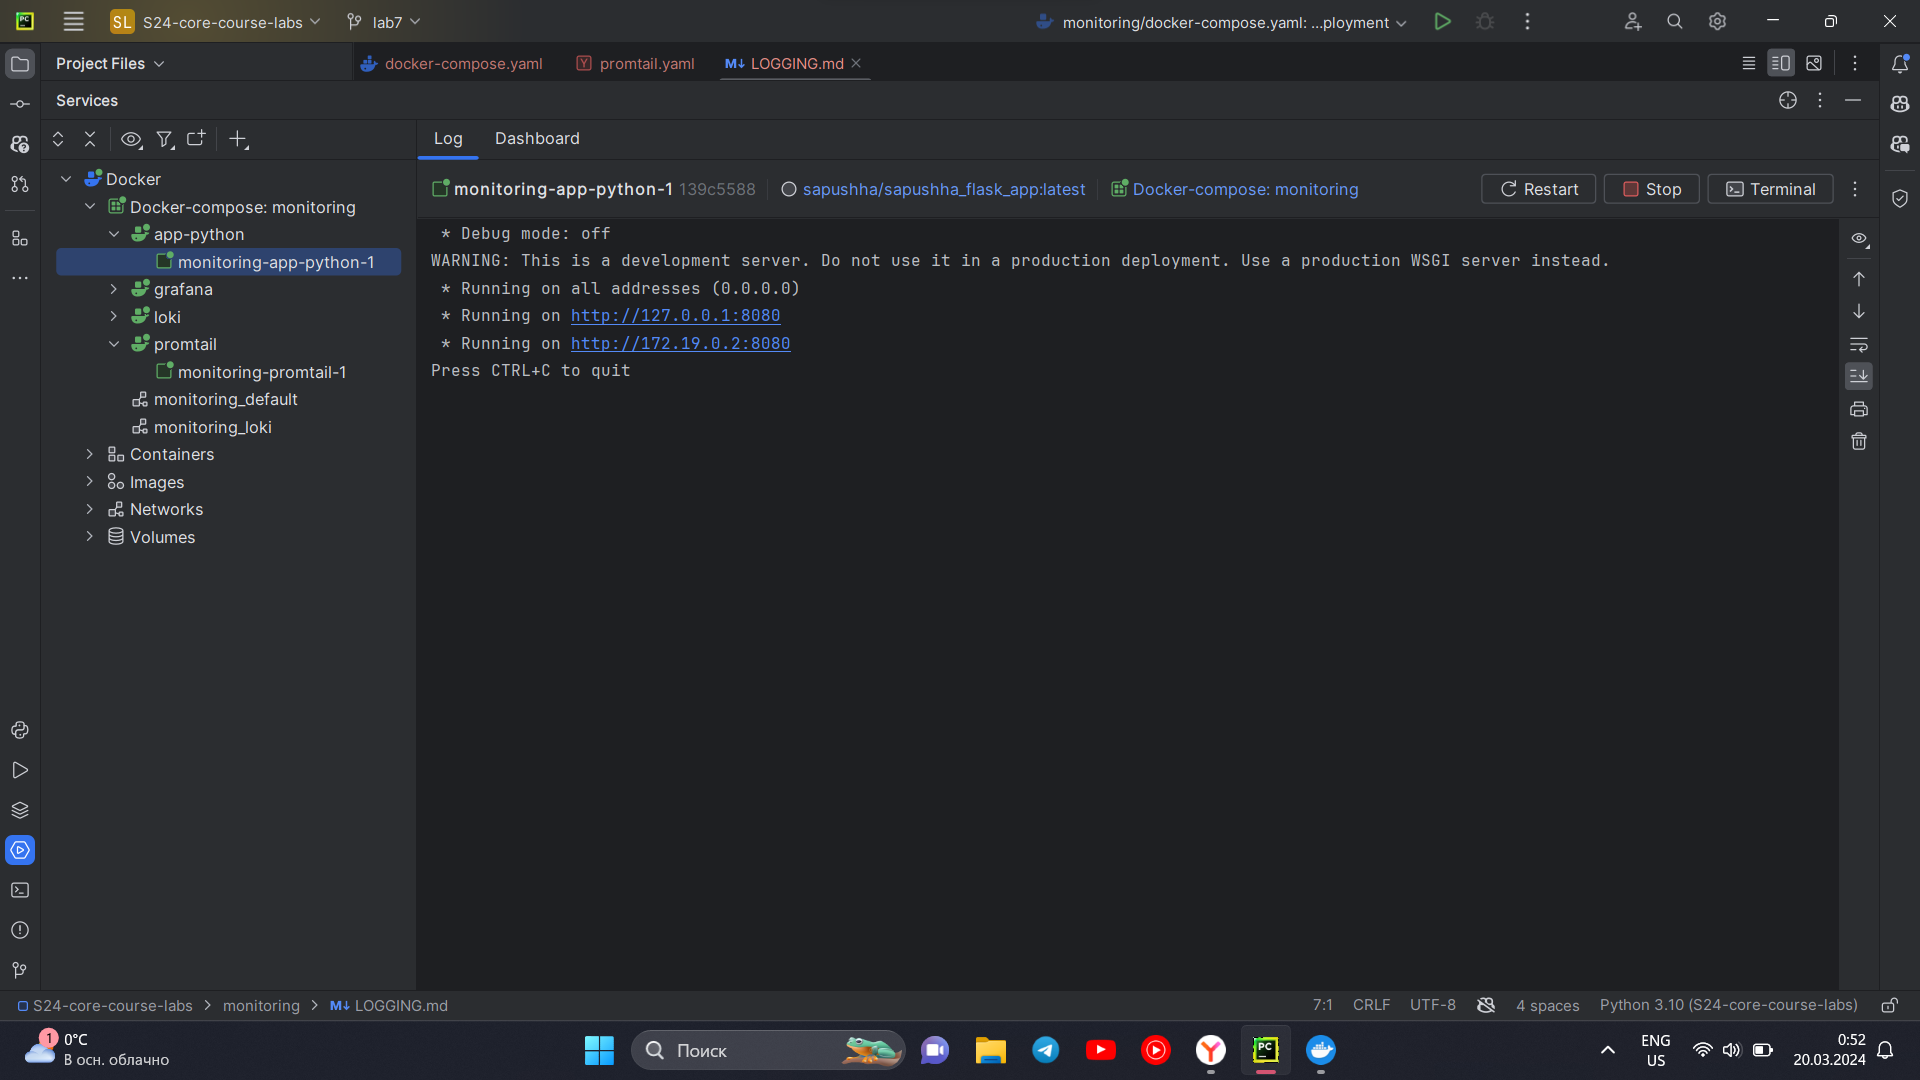 SL S24-core-course-labs lab7 monitoring/docker-compose.yaml: ...ployment
Project Files docker-compose.yaml promtail.yaml LOGGING.md
Services
Log Dashboard
Docker
Docker-compose: monitoring
app-python
monitoring-app-python-1
grafana
loki
promtail
monitoring-promtail-1
monitoring_default
monitoring_loki
Containers
Images
Networks
Volumes
monitoring-app-python-1 139c5588 sapushha/sapushha_flask_app:latest Docker-compose: monitoring Restart Stop Terminal
* Debug mode: off
WARNING: This is a development server. Do not use it in a production deployment. Use a production WSGI server instead.
* Running on all addresses (0.0.0.0)
* Running on http://127.0.0.1:8080
* Running on http://172.19.0.2:8080
Press CTRL+C to quit
S24-core-course-labs > monitoring > M↓ LOGGING.md 7:1 CRLF UTF-8 4 spaces Python 3.10 (S24-core-course-labs)
1
0°C
В осн. облачно
Поиск
ENG
US
0:52
20.03.2024